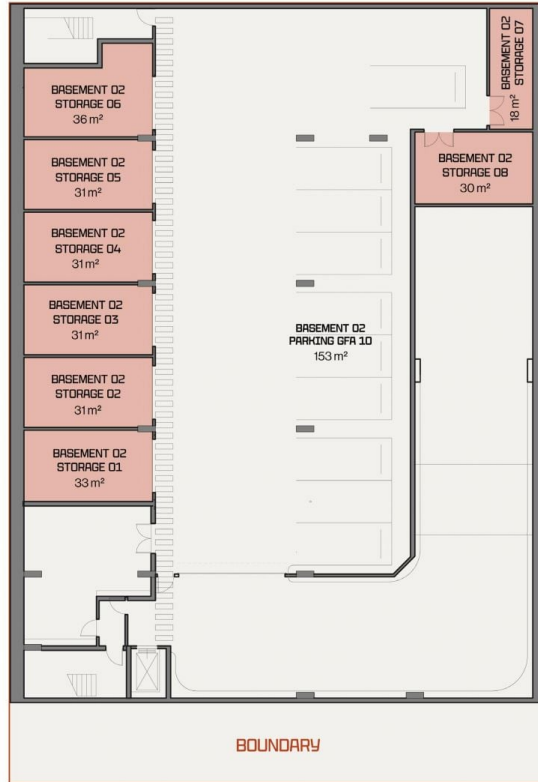 BASEMENT 02
STORAGE 07
18 m²
BASEMENT 02
STORAGE 06
36 m²
BASEMENT 02
STORAGE 08
30 m²
BASEMENT 02
STORAGE 05
31 m²
BASEMENT 02
STORAGE 04
31 m²
BASEMENT 02
STORAGE 03
31 m²
BASEMENT 02
PARKING GFA 10
153 m²
BASEMENT 02
STORAGE 02
31 m²
BASEMENT 02
STORAGE 01
33 m²
BOUNDARY